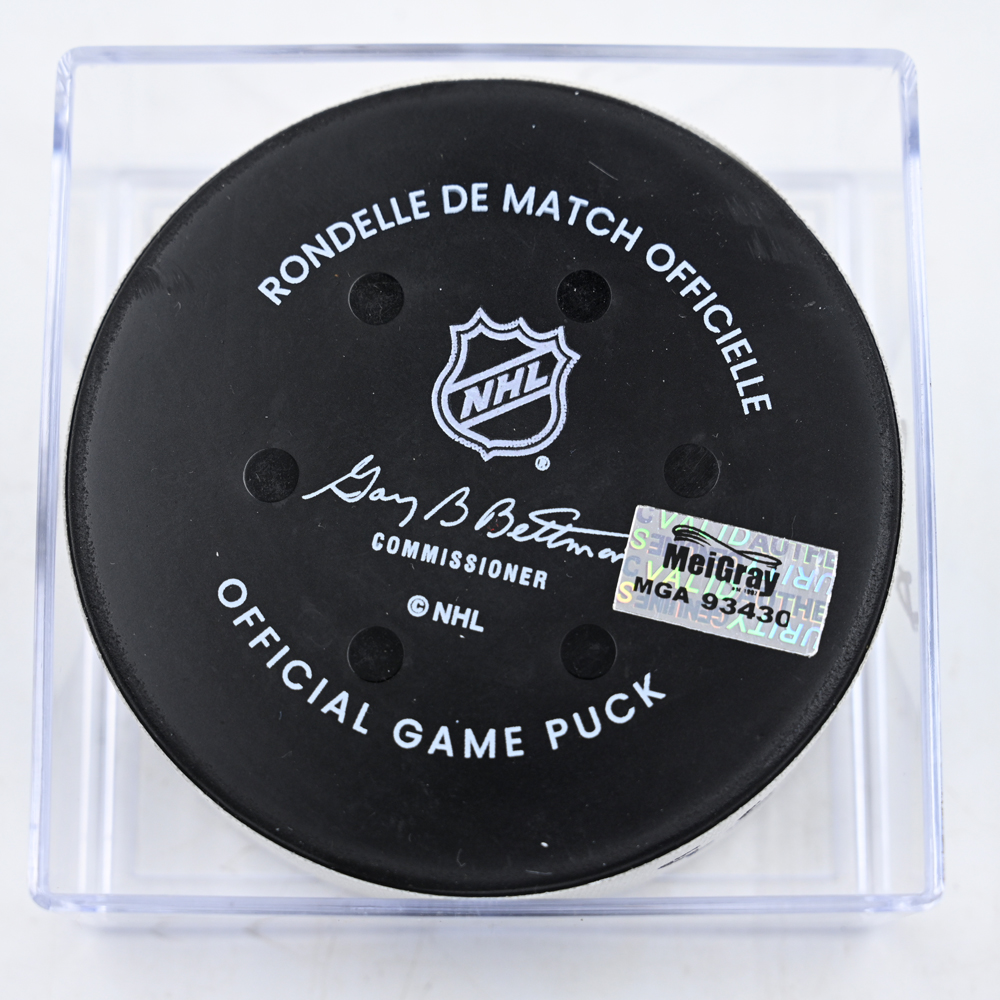 RONDELLE DE MATCH OFFICIELLE
NHL
®
Gary B Bettman
COMMISSIONER
© NHL
OFFICIAL GAME PUCK
MeiGray
MGA 93430